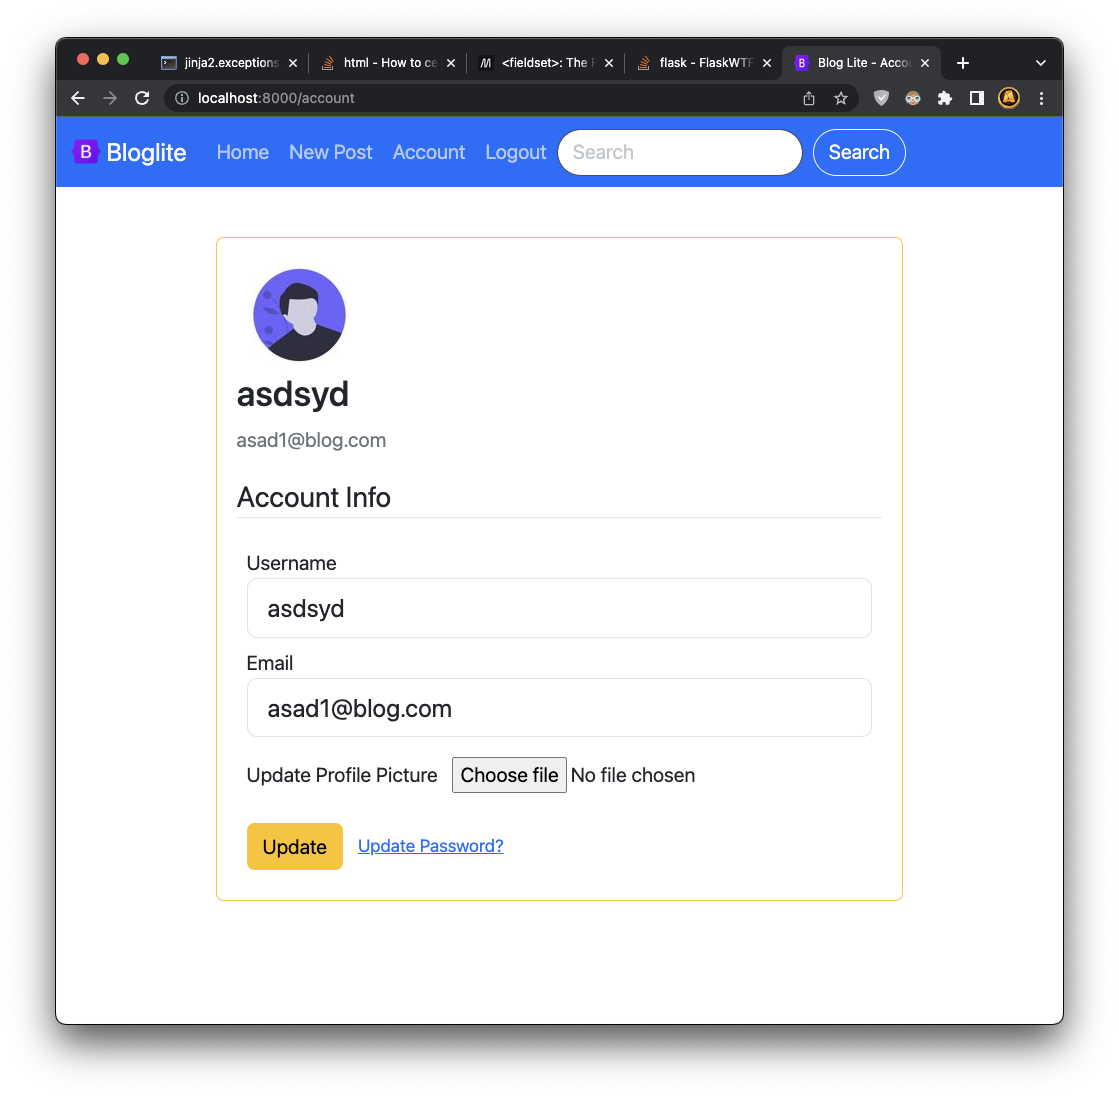 jinja2.exceptions
html - How to ce
<fieldset>: The F
flask - FlaskWTF
B Blog Lite - Accou
localhost:8000/account
B Bloglite Home New Post Account Logout Search Search
asdsyd
asad1@blog.com
Account Info
Username
asdsyd
Email
asad1@blog.com
Update Profile Picture Choose file No file chosen
Update Update Password?